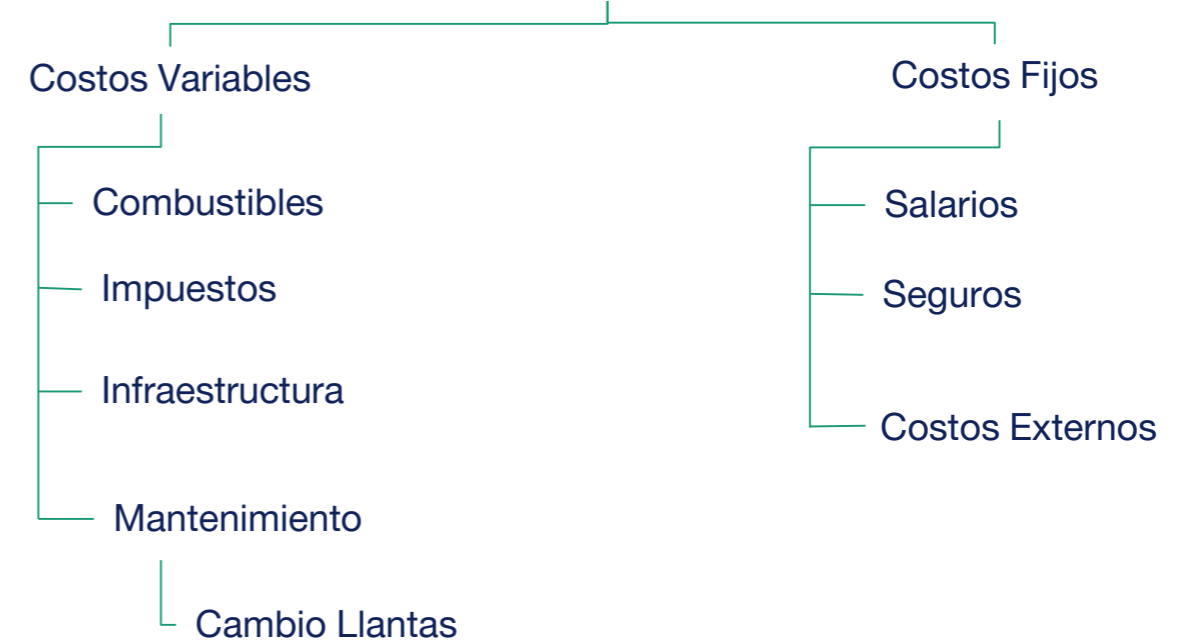 Costos Variables
Combustibles
Impuestos
Infraestructura
Mantenimiento
Cambio Llantas
Costos Fijos
Salarios
Seguros
Costos Externos